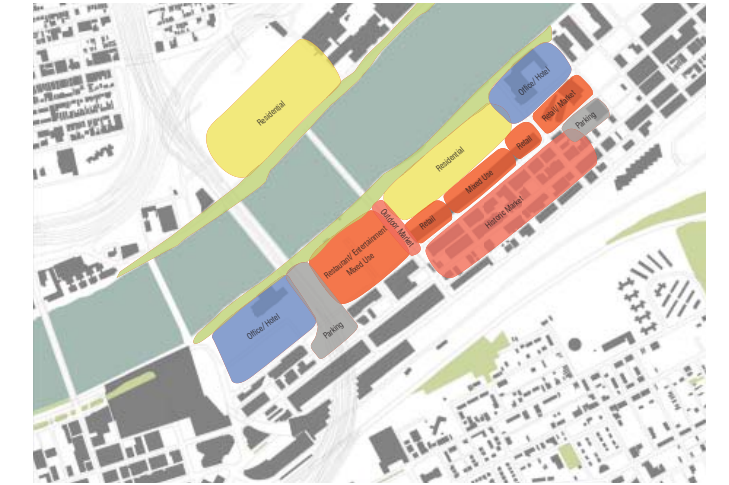 Office/ Hotel
Retail/ Market
Residential
Parking
Retail
Residential
Mixed Use
Historic Market
Outdoor Market
Retail
Restaurant/ Entertainment
Mixed Use
Office/ Hotel
Parking